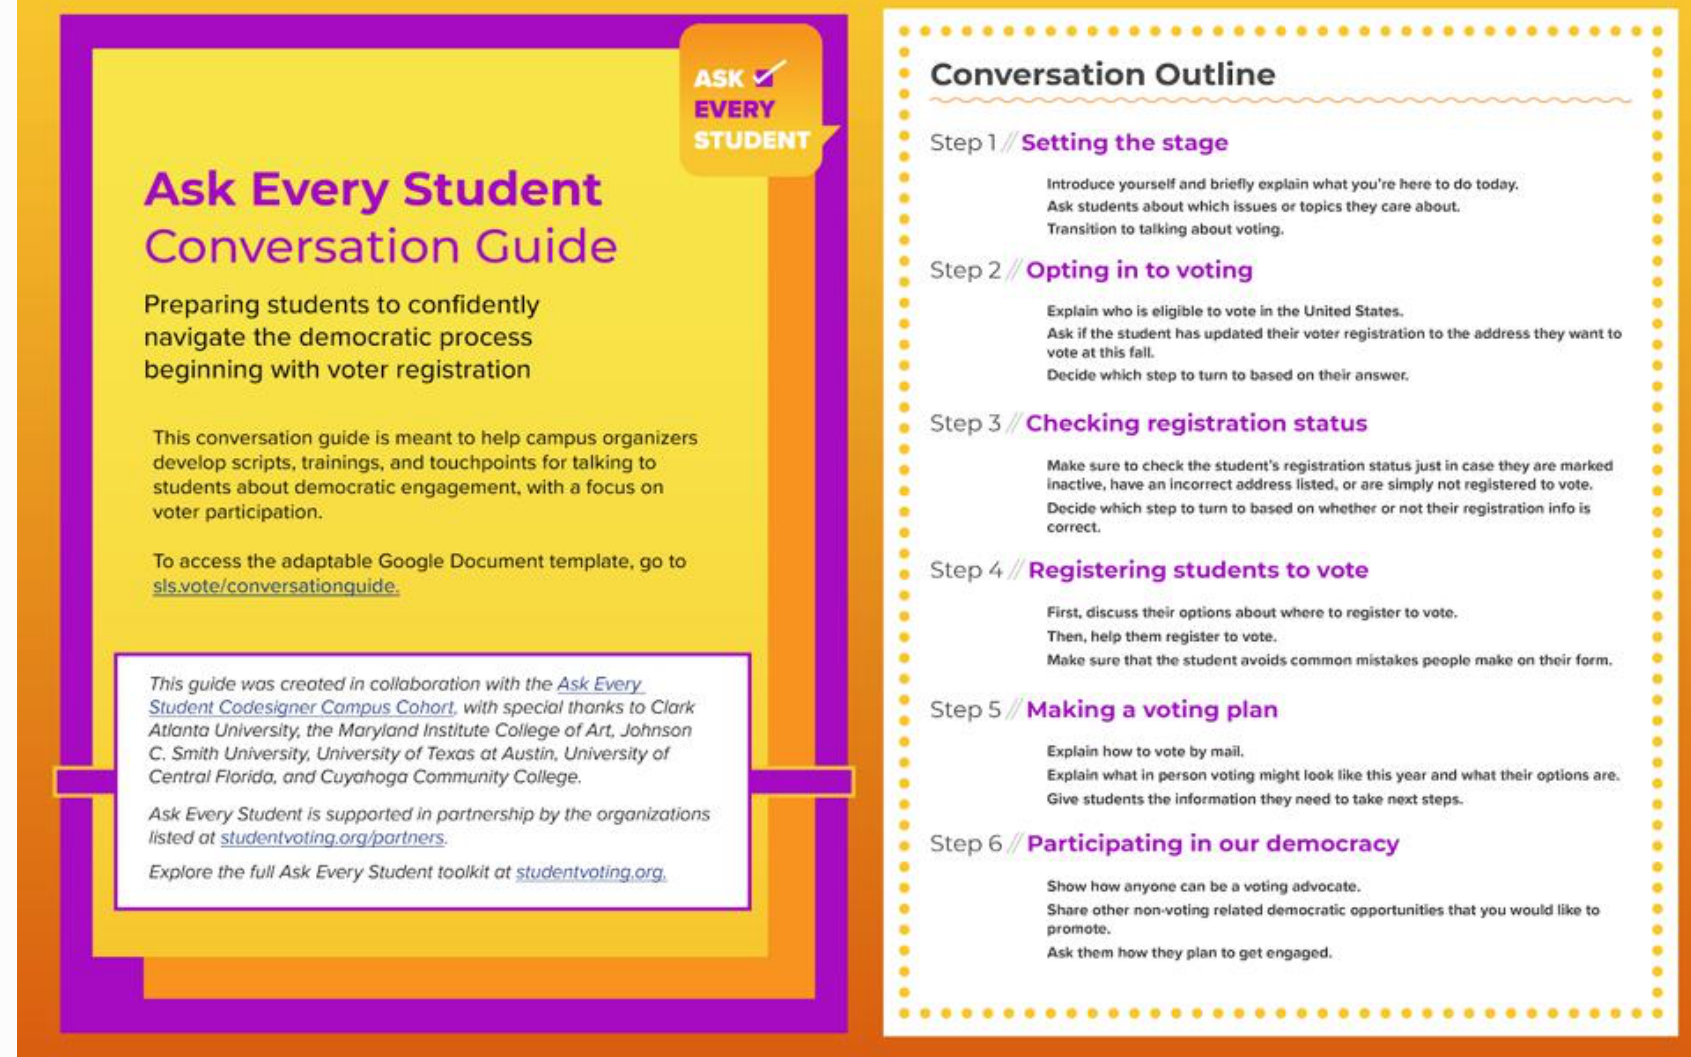 ASK
EVERY
STUDENT
Ask Every Student
Conversation Guide
Preparing students to confidently
navigate the democratic process
beginning with voter registration
This conversation guide is meant to help campus organizers
develop scripts, trainings, and touchpoints for talking to
students about democratic engagement, with a focus on
voter participation.
To access the adaptable Google Document template, go to
sls.vote/conversationguide.
This guide was created in collaboration with the Ask Every
Student Codesigner Campus Cohort, with special thanks to Clark
Atlanta University, the Maryland Institute College of Art, Johnson
C. Smith University, University of Texas at Austin, University of
Central Florida, and Cuyahoga Community College.
Ask Every Student is supported in partnership by the organizations
listed at studentvoting.org/partners.
Explore the full Ask Every Student toolkit at studentvoting.org.
Conversation Outline
Step 1 // Setting the stage
Introduce yourself and briefly explain what you're here to do today.
Ask students about which issues or topics they care about.
Transition to talking about voting.
Step 2 // Opting in to voting
Explain who is eligible to vote in the United States.
Ask if the student has updated their voter registration to the address they want to
vote at this fall.
Decide which step to turn to based on their answer.
Step 3 // Checking registration status
Make sure to check the student's registration status just in case they are marked
inactive, have an incorrect address listed, or are simply not registered to vote.
Decide which step to turn to based on whether or not their registration info is
correct.
Step 4 // Registering students to vote
First, discuss their options about where to register to vote.
Then, help them register to vote.
Make sure that the student avoids common mistakes people make on their form.
Step 5 // Making a voting plan
Explain how to vote by mail.
Explain what in person voting might look like this year and what their options are.
Give students the information they need to take next steps.
Step 6 // Participating in our democracy
Show how anyone can be a voting advocate.
Share other non-voting related democratic opportunities that you would like to
promote.
Ask them how they plan to get engaged.